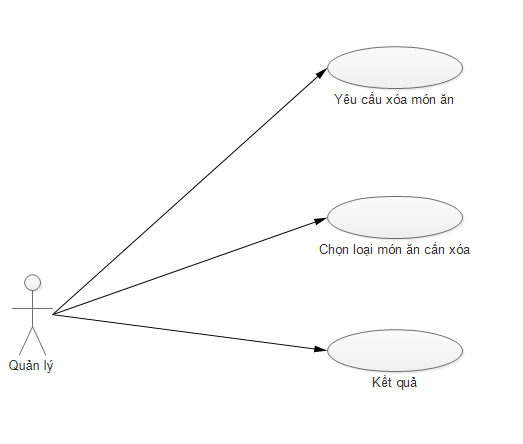 Yêu cầu xóa món ăn
Chọn loại món ăn cần xóa
Quản lý
Kết quả